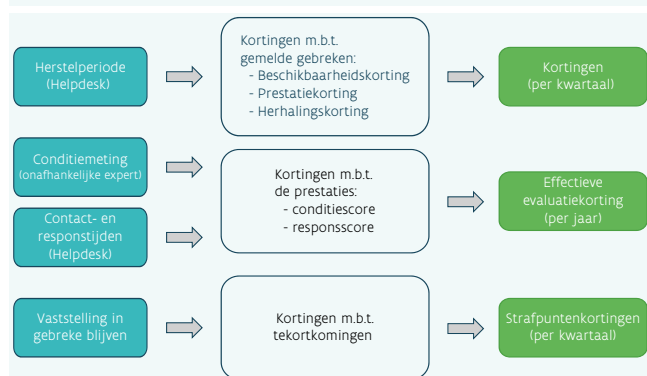 Herstelperiode
(Helpdesk)
Kortingen m.b.t.
gemelde gebreken:
- Beschikbaarheidskorting
- Prestatiekorting
- Herhalingskorting
Kortingen
(per kwartaal)
Conditiemeting
(onafhankelijke expert)
Contact- en
responstijden
(Helpdesk)
Kortingen m.b.t.
de prestaties:
- conditiescore
- responsscore
Effectieve
evaluatiekorting
(per jaar)
Vaststelling in
gebreke blijven
Kortingen m.b.t.
tekortkomingen
Strafpuntenkortingen
(per kwartaal)